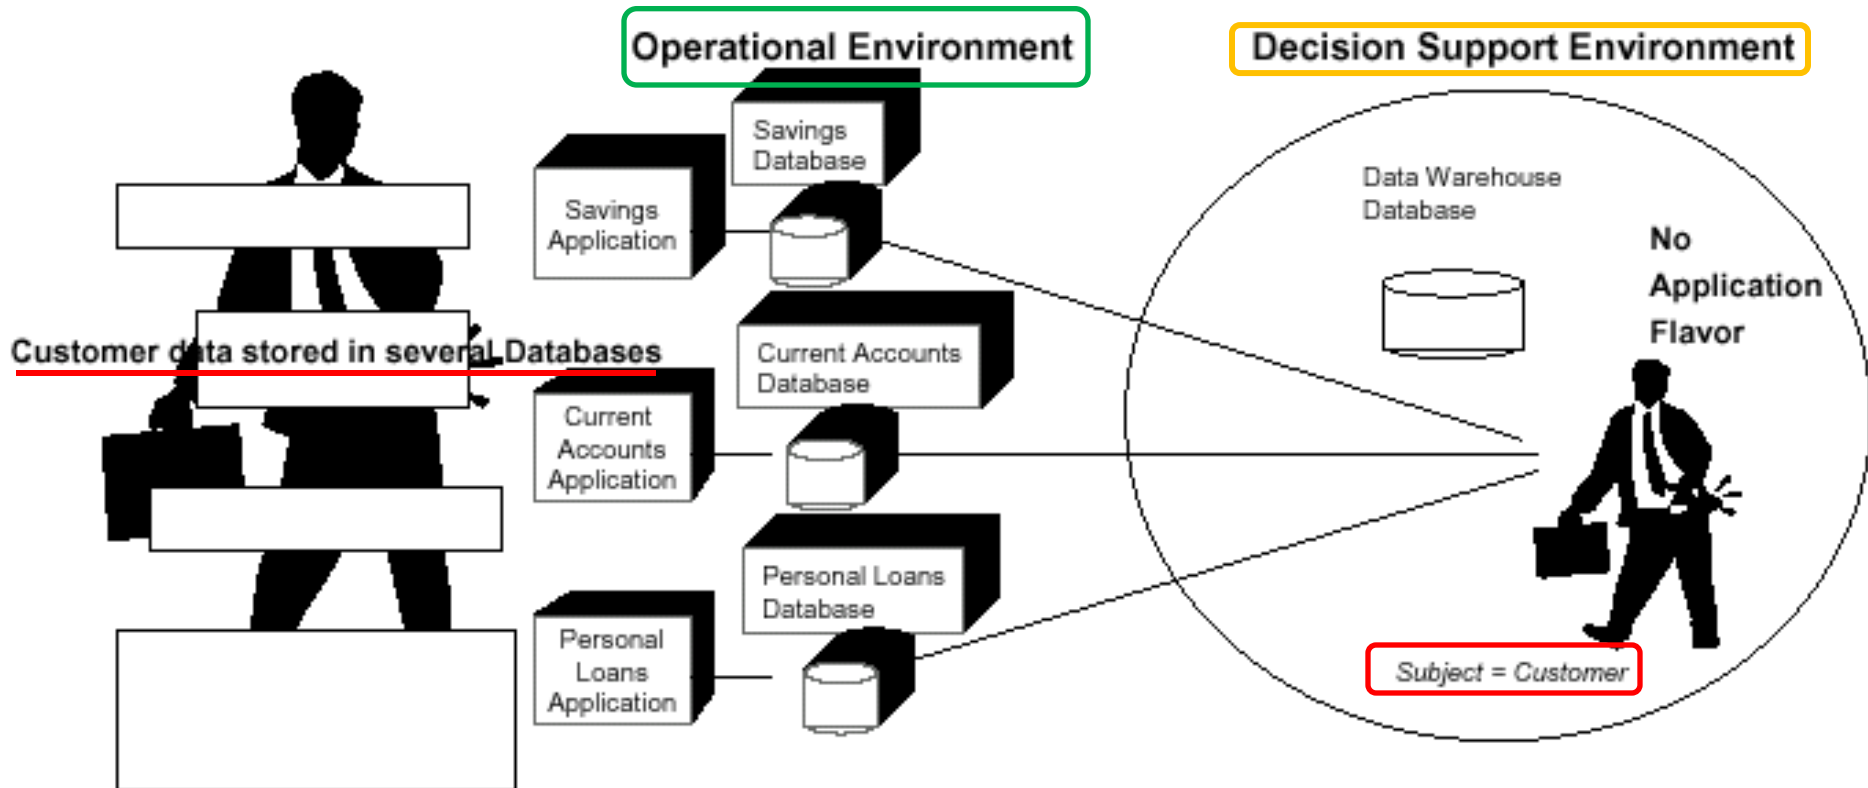 Operational Environment
Decision Support Environment
Savings
Database
Savings
Application
Data Warehouse
Database
No
Application
Flavor
Customer data stored in several Databases
Current Accounts
Database
Current
Accounts
Application
Personal Loans
Database
Personal
Loans
Application
Subject = Customer